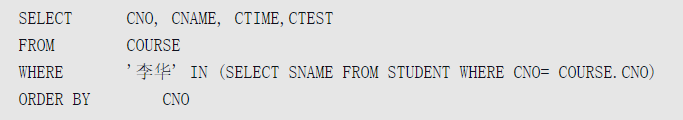 SELECT CNO, CNAME, CTIME,CTEST
FROM COURSE
WHERE '李华' IN (SELECT SNAME FROM STUDENT WHERE CNO= COURSE.CNO)
ORDER BY CNO